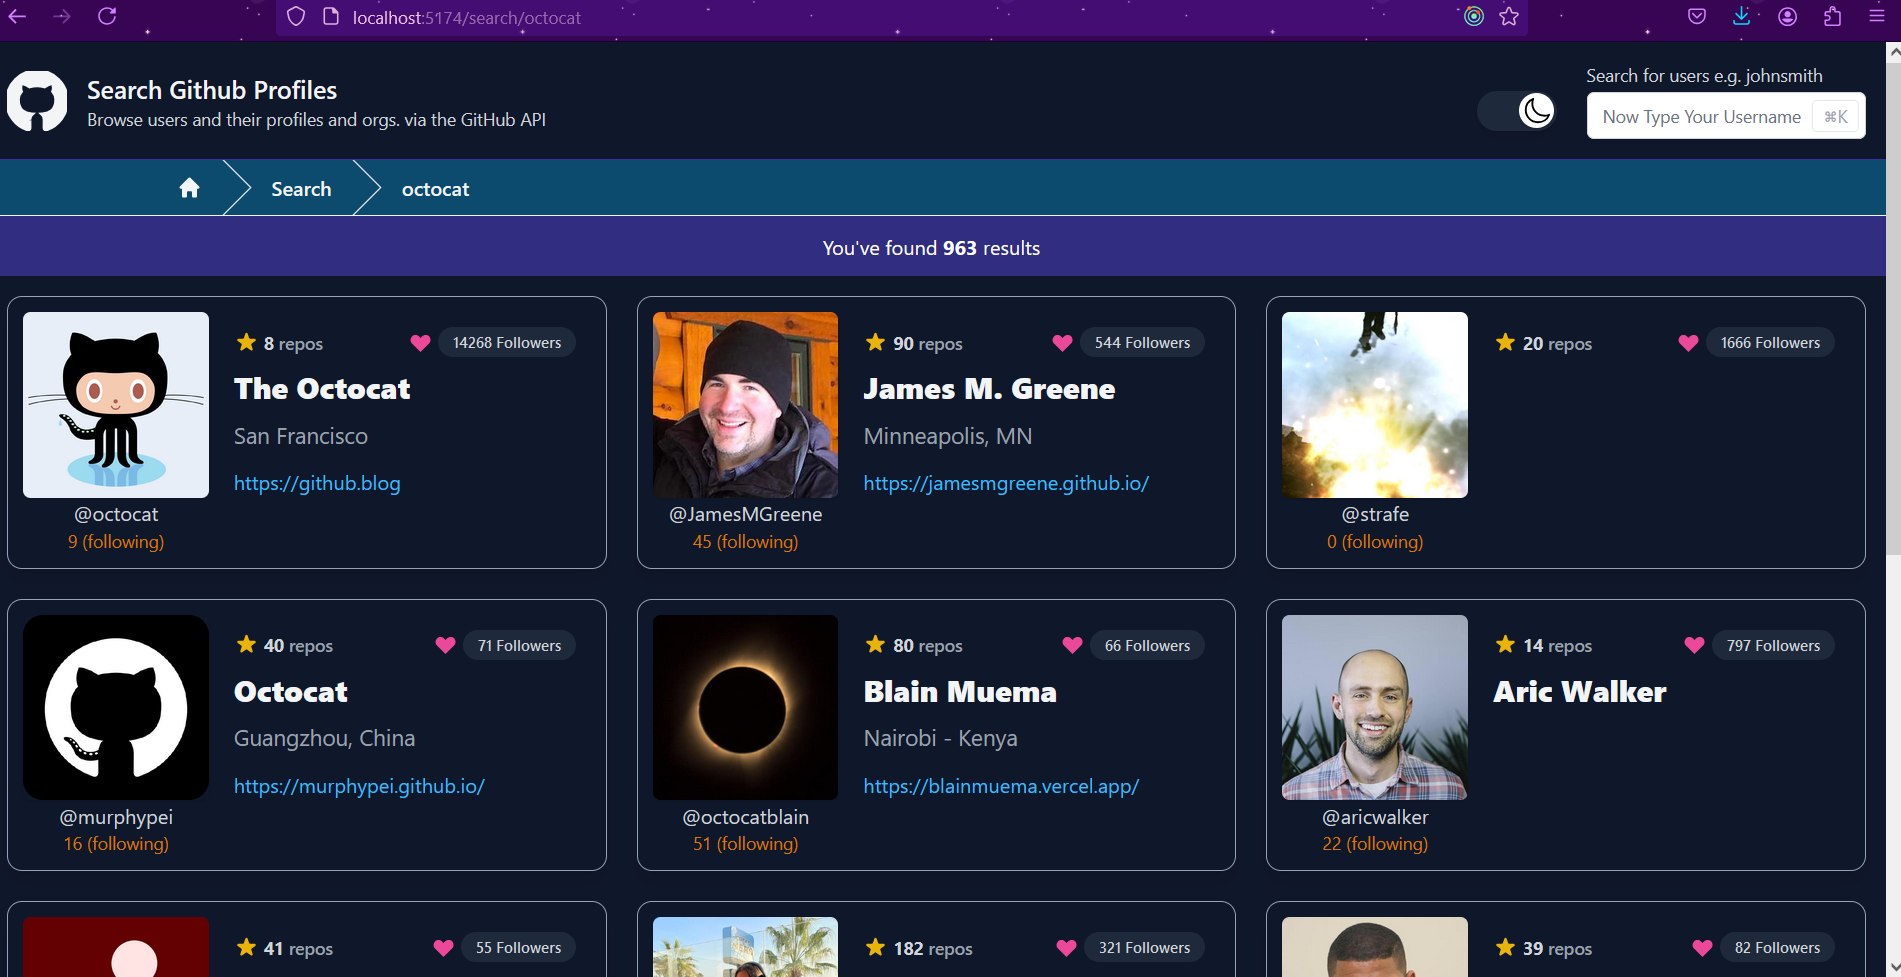 localhost:5174/search/octocat
Search Github Profiles
Browse users and their profiles and orgs. via the GitHub API
Search for users e.g. johnsmith
Now Type Your Username ⌘K
Search
octocat
You've found 963 results
8 repos
14268 Followers
The Octocat
San Francisco
https://github.blog
@octocat
9 (following)
90 repos
544 Followers
James M. Greene
Minneapolis, MN
https://jamesmgreene.github.io/
@JamesMGreene
45 (following)
20 repos
1666 Followers
@strafe
0 (following)
40 repos
71 Followers
Octocat
Guangzhou, China
https://murphypei.github.io/
@murphypei
16 (following)
80 repos
66 Followers
Blain Muema
Nairobi - Kenya
https://blainmuema.vercel.app/
@octocatblain
51 (following)
14 repos
797 Followers
Aric Walker
@aricwalker
22 (following)
41 repos
55 Followers
182 repos
321 Followers
39 repos
82 Followers